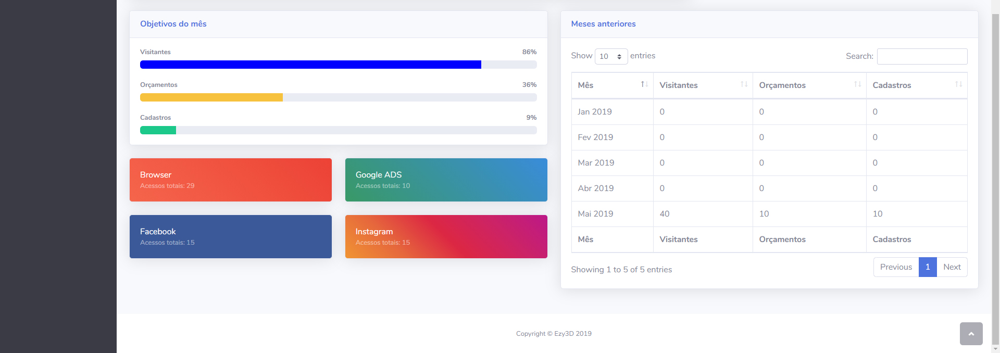 Objetivos do mês
Visitantes 86%
Orçamentos 36%
Cadastros 9%
Browser
Acessos totais: 29
Google ADS
Acessos totais: 10
Facebook
Acessos totais: 15
Instagram
Acessos totais: 15
Meses anteriores
Show 10 entries Search:
Mês Visitantes Orçamentos Cadastros
Jan 2019 0 0 0
Fev 2019 0 0 0
Mar 2019 0 0 0
Abr 2019 0 0 0
Mai 2019 40 10 10
Mês Visitantes Orçamentos Cadastros
Showing 1 to 5 of 5 entries Previous 1 Next
Copyright © Ezy3D 2019